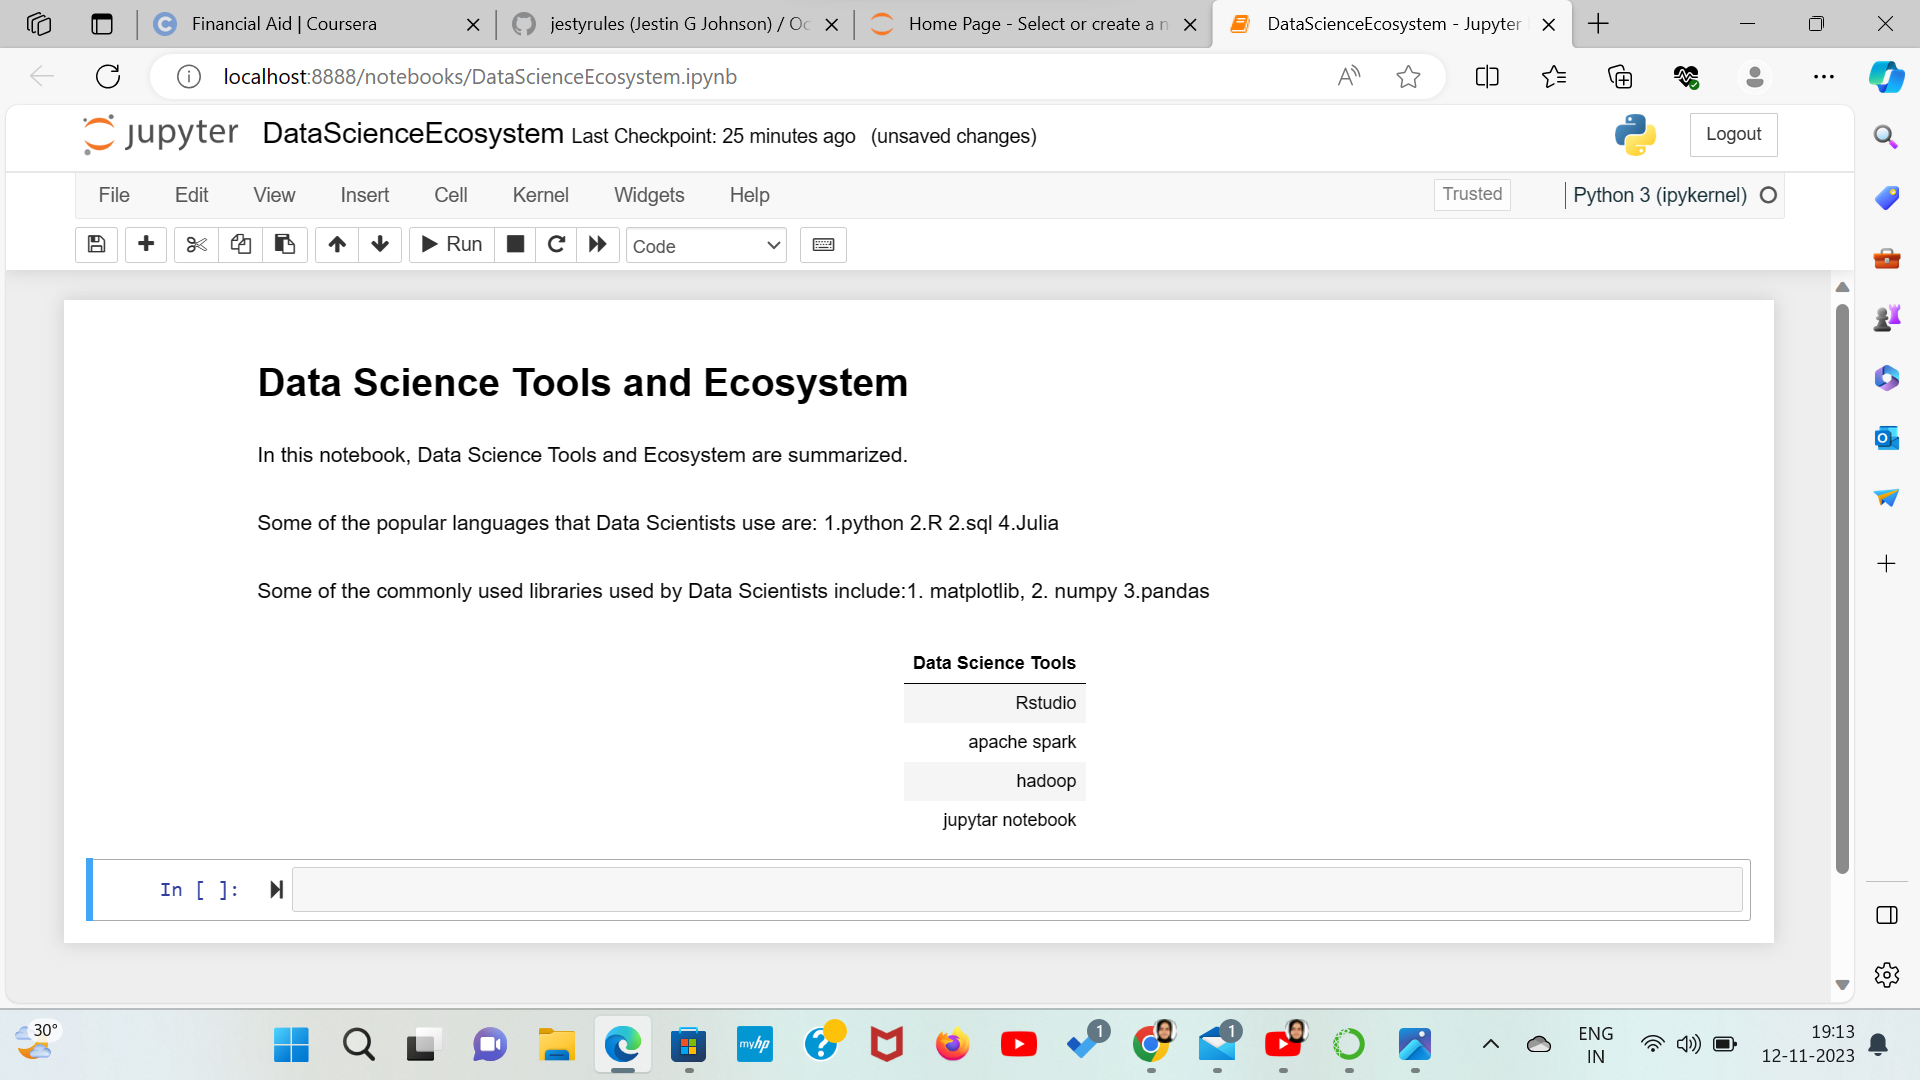 Financial Aid | Coursera
jestyrules (Jestin G Johnson) / Oc
Home Page - Select or create a n
DataScienceEcosystem - Jupyter
localhost:8888/notebooks/DataScienceEcosystem.ipynb
jupyter DataScienceEcosystem Last Checkpoint: 25 minutes ago (unsaved changes)
Logout
File Edit View Insert Cell Kernel Widgets Help
Trusted
Python 3 (ipykernel)
Run
Code
Data Science Tools and Ecosystem
In this notebook, Data Science Tools and Ecosystem are summarized.
Some of the popular languages that Data Scientists use are: 1.python 2.R 2.sql 4.Julia
Some of the commonly used libraries used by Data Scientists include:1. matplotlib, 2. numpy 3.pandas
Data Science Tools
Rstudio
apache spark
hadoop
jupytar notebook
In [ ]:
30°
myhp
1
1
ENG
IN
19:13
12-11-2023